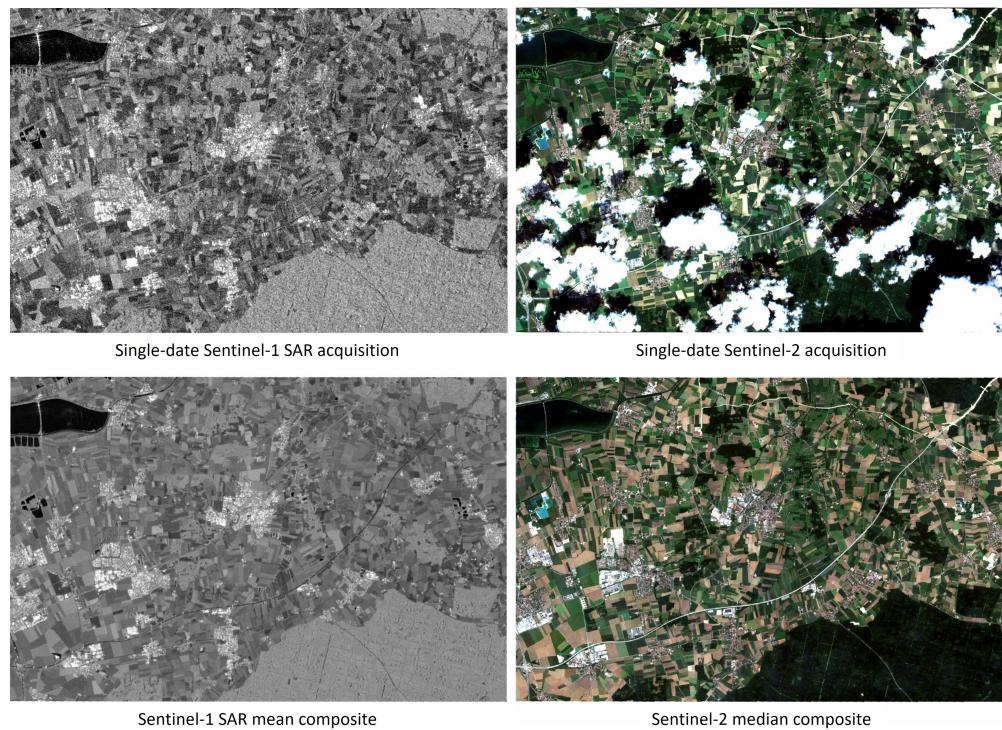 Single-date Sentinel-1 SAR acquisition
Single-date Sentinel-2 acquisition
Sentinel-1 SAR mean composite
Sentinel-2 median composite